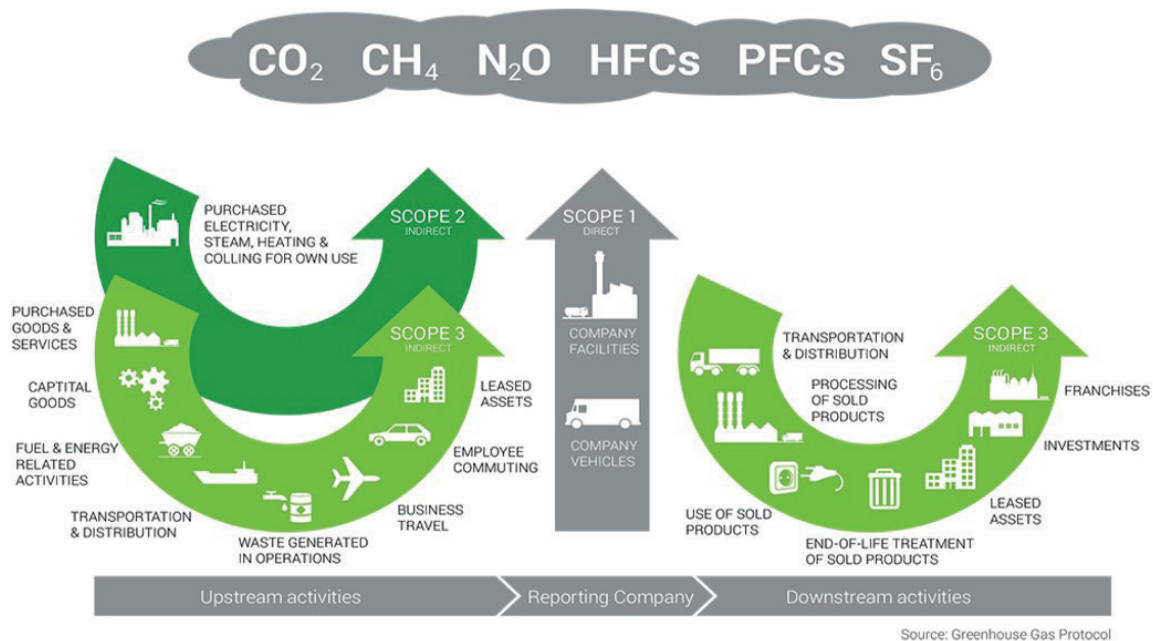 CO₂ CH₄ N₂O HFCs PFCs SF₆
PURCHASED
ELECTRICITY,
STEAM, HEATING &
COLLING FOR OWN USE
SCOPE 2
INDIRECT
PURCHASED
GOODS &
SERVICES
CAPTITAL
GOODS
FUEL & ENERGY
RELATED
ACTIVITIES
TRANSPORTATION
& DISTRIBUTION
WASTE GENERATED
IN OPERATIONS
BUSINESS
TRAVEL
EMPLOYEE
COMMUTING
LEASED
ASSETS
SCOPE 3
INDIRECT
SCOPE 1
DIRECT
COMPANY
FACILITIES
COMPANY
VEHICLES
TRANSPORTATION
& DISTRIBUTION
PROCESSING
OF SOLD
PRODUCTS
USE OF SOLD
PRODUCTS
END-OF-LIFE TREATMENT
OF SOLD PRODUCTS
LEASED
ASSETS
INVESTMENTS
FRANCHISES
SCOPE 3
INDIRECT
Upstream activities
Reporting Company
Downstream activities
Source: Greenhouse Gas Protocol